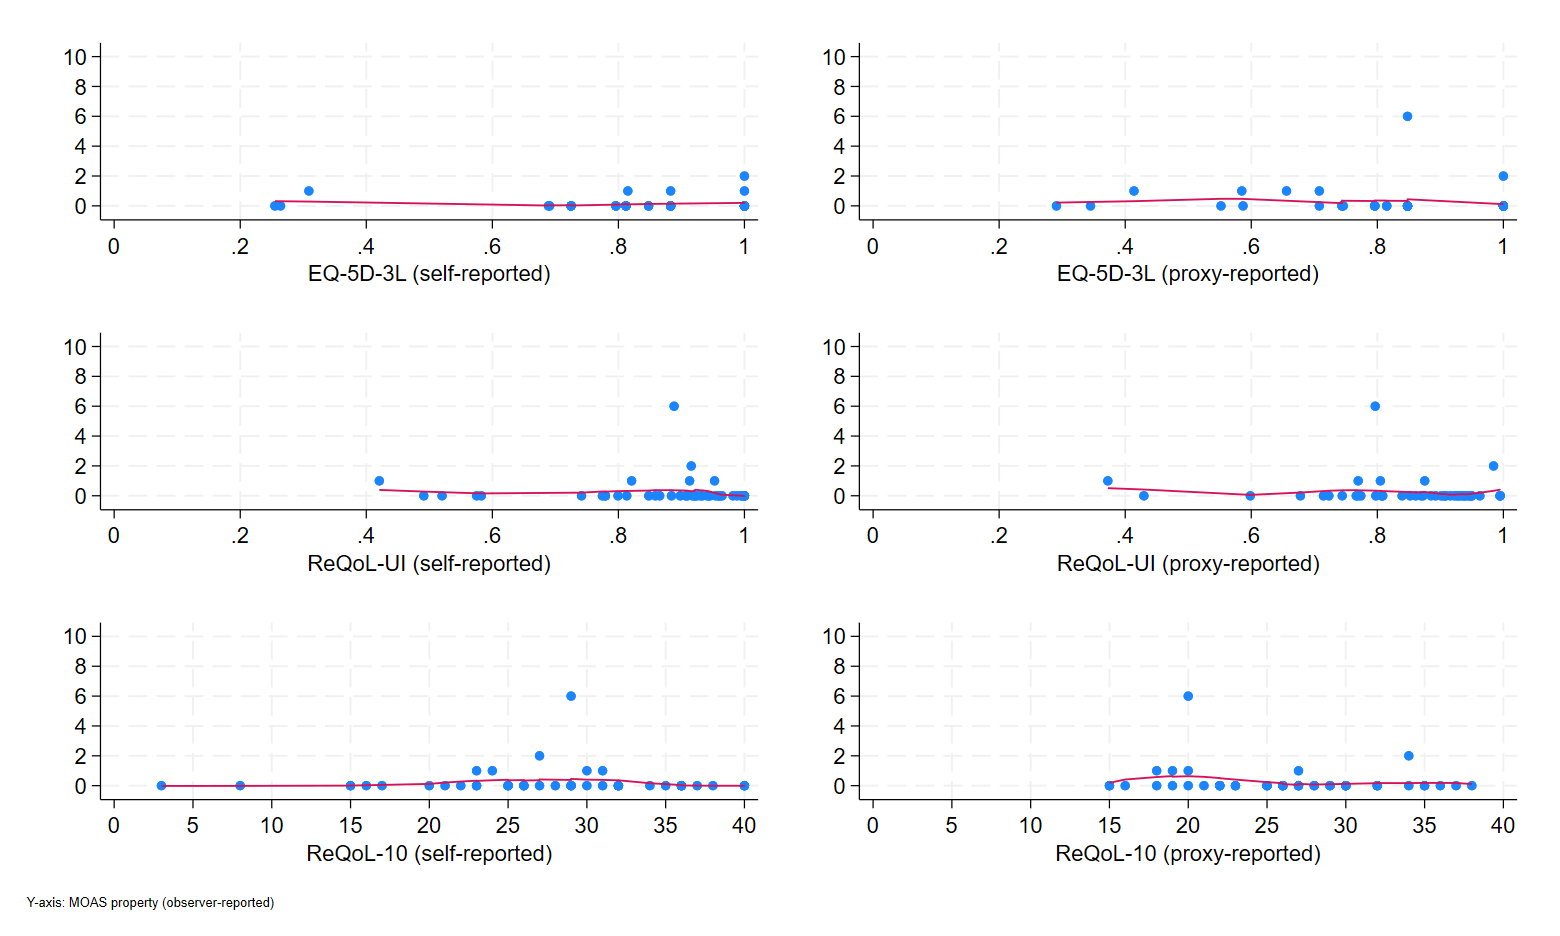 10
8
6
4
2
0
0 .2 .4 .6 .8 1
EQ-5D-3L (self-reported)
10
8
6
4
2
0
0 .2 .4 .6 .8 1
EQ-5D-3L (proxy-reported)
10
8
6
4
2
0
0 .2 .4 .6 .8 1
ReQoL-UI (self-reported)
10
8
6
4
2
0
0 .2 .4 .6 .8 1
ReQoL-UI (proxy-reported)
10
8
6
4
2
0
0 5 10 15 20 25 30 35 40
ReQoL-10 (self-reported)
10
8
6
4
2
0
0 5 10 15 20 25 30 35 40
ReQoL-10 (proxy-reported)
Y-axis: MOAS property (observer-reported)